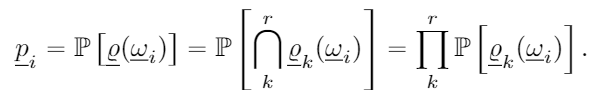 $\underline{p}_i = \mathbb{P}\left[\underline{\varrho}(\underline{\omega}_i)\right] = \mathbb{P}\left[\bigcap_{k}^{r} \underline{\varrho}_k(\underline{\omega}_i)\right] = \prod_{k}^{r} \mathbb{P}\left[\underline{\varrho}_k(\underline{\omega}_i)\right].$